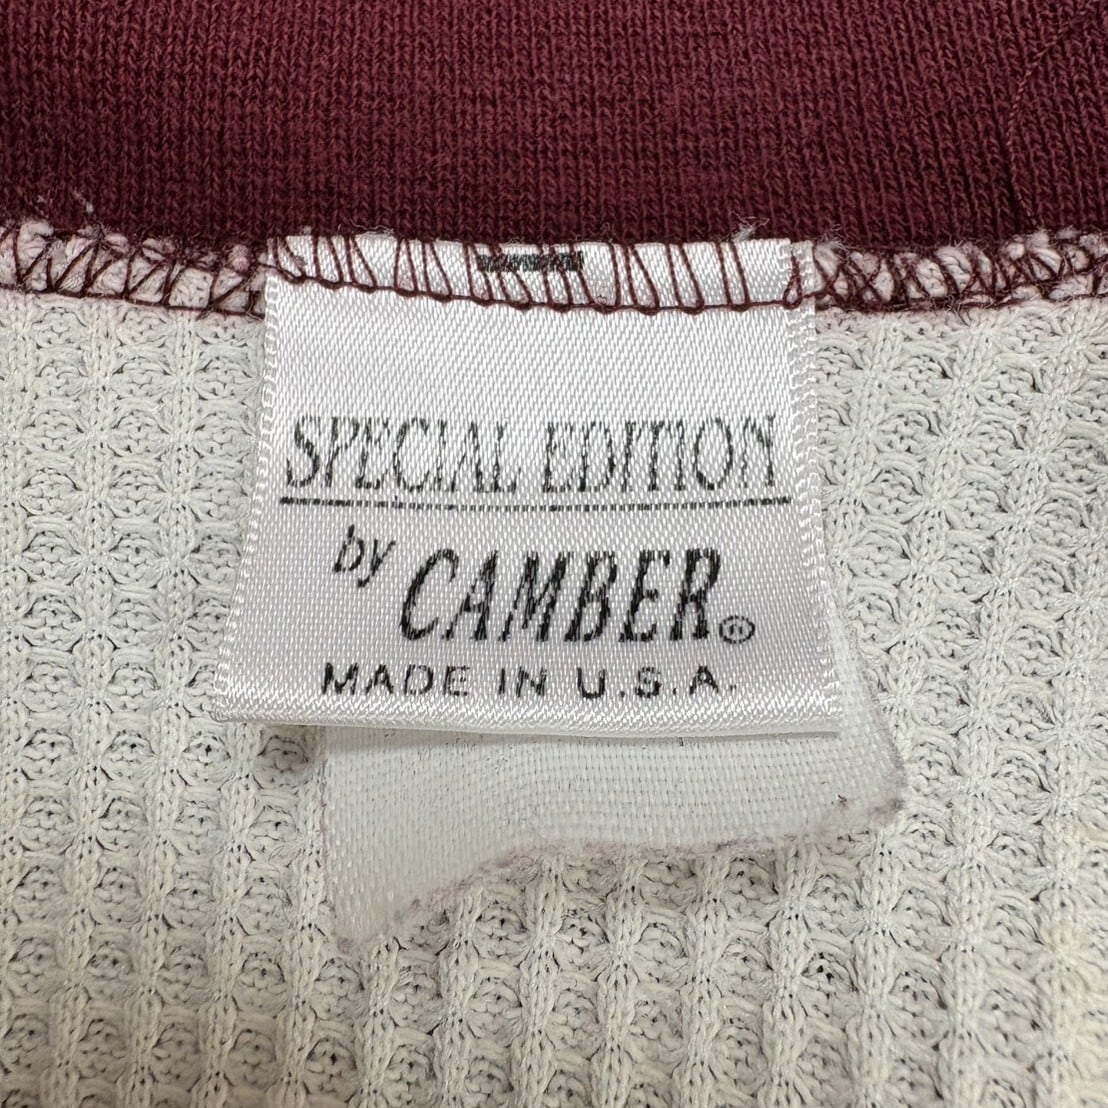 SPECIAL EDITION
by CAMBER®
MADE IN U.S.A.